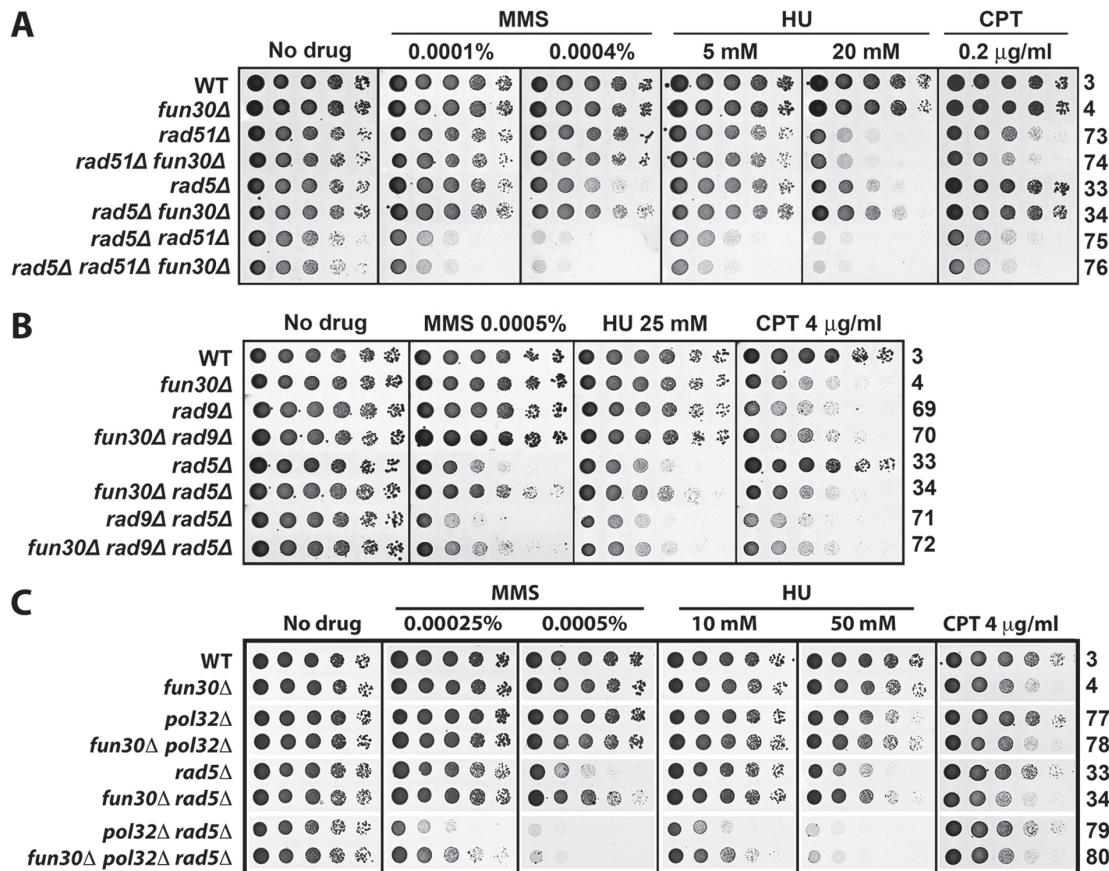 A
MMS HU CPT
No drug 0.0001% 0.0004% 5 mM 20 mM 0.2 μg/ml
WT 3
fun30Δ 4
rad51Δ 73
rad51Δ fun30Δ 74
rad5Δ 33
rad5Δ fun30Δ 34
rad5Δ rad51Δ 75
rad5Δ rad51Δ fun30Δ 76
B
No drug MMS 0.0005% HU 25 mM CPT 4 μg/ml
WT 3
fun30Δ 4
rad9Δ 69
fun30Δ rad9Δ 70
rad5Δ 33
fun30Δ rad5Δ 34
rad9Δ rad5Δ 71
fun30Δ rad9Δ rad5Δ 72
C
MMS HU
No drug 0.00025% 0.0005% 10 mM 50 mM CPT 4 μg/ml
WT 3
fun30Δ 4
pol32Δ 77
fun30Δ pol32Δ 78
rad5Δ 33
fun30Δ rad5Δ 34
pol32Δ rad5Δ 79
fun30Δ pol32Δ rad5Δ 80